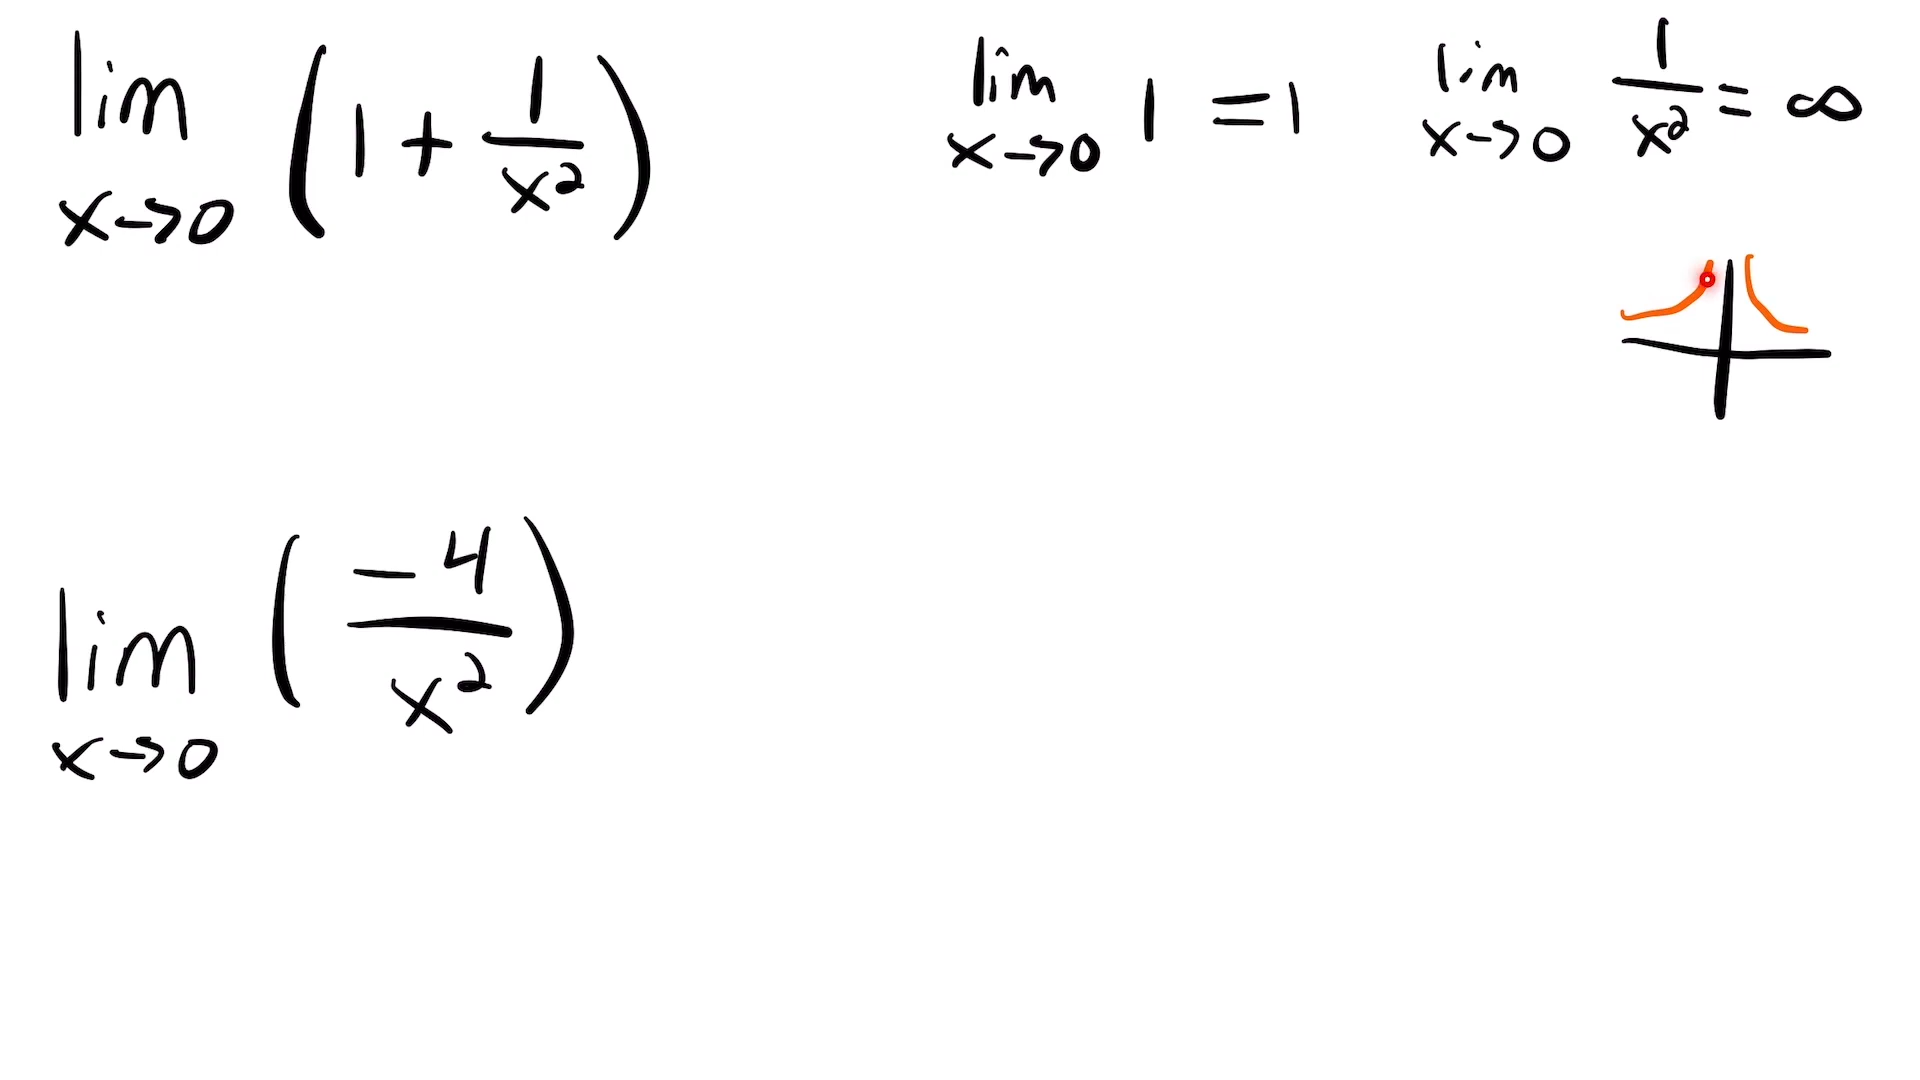 lim x→0 (1 + 1/x²)
lim x→0 1 = 1
lim x→0 1/x² = ∞
lim x→0 (-4/x²)